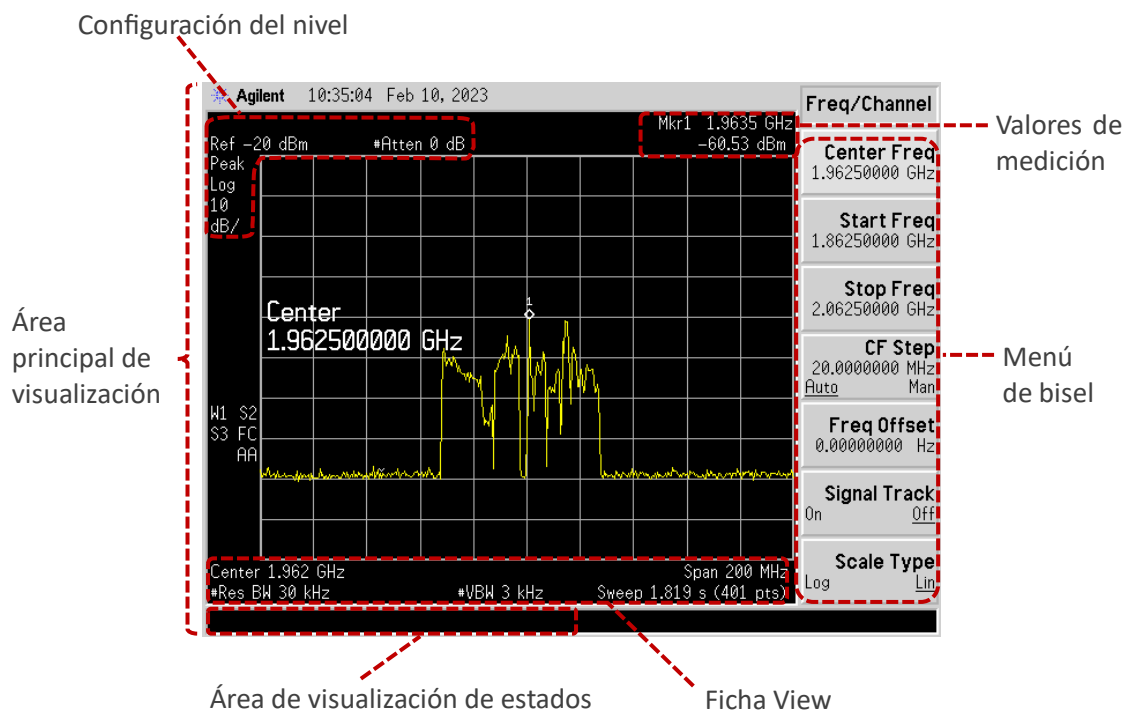 Configuración del nivel
Agilent 10:35:04 Feb 10, 2023
Freq/Channel
Mkr1 1.9635 GHz
Ref -20 dBm #Atten 0 dB -60.53 dBm
Peak
Log
10
dB/
Valores de
medición
Center Freq
1.96250000 GHz
Start Freq
1.86250000 GHz
Stop Freq
2.06250000 GHz
CF Step
20.0000000 MHz
Auto Man
Freq Offset
0.00000000 Hz
Signal Track
On Off
Scale Type
Log Lin
Menú
de bisel
Área
principal de
visualización
1
Center
1.962500000 GHz
W1 S2
S3 FC
AA
Center 1.962 GHz Span 200 MHz
#Res BW 30 kHz #VBW 3 kHz Sweep 1.819 s (401 pts)
Área de visualización de estados
Ficha View